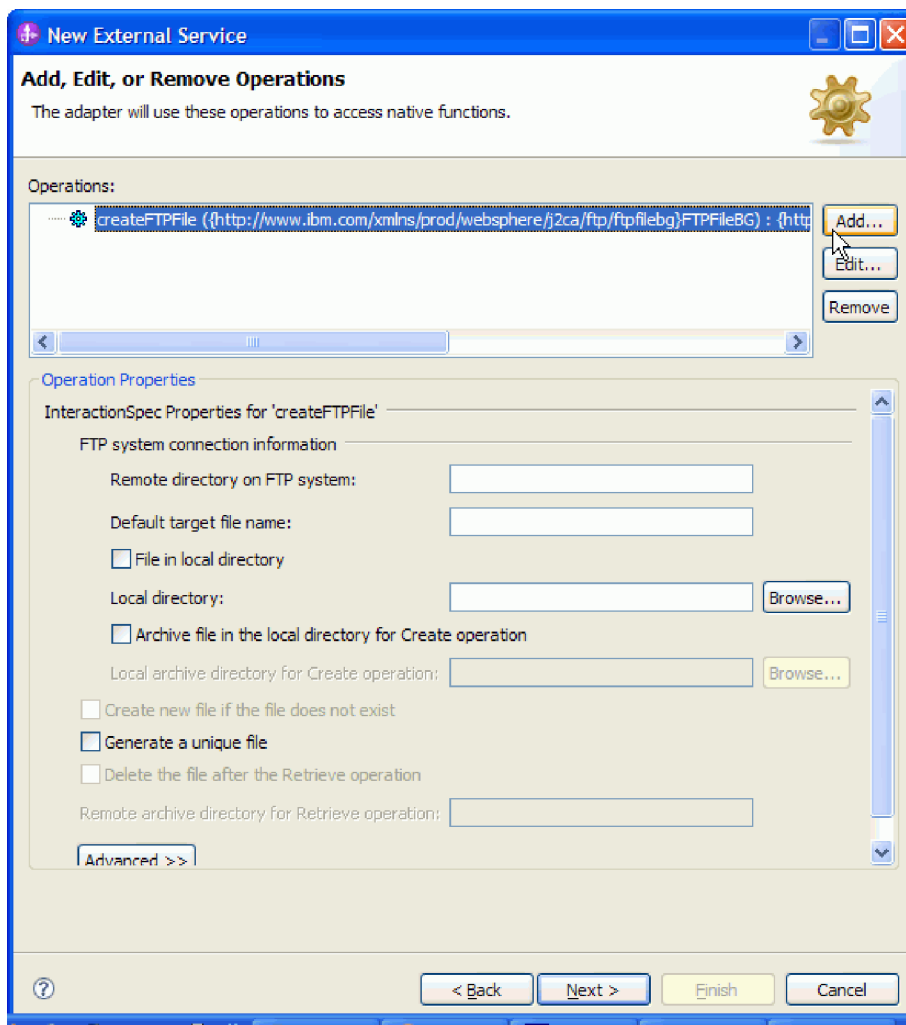 New External Service
Add, Edit, or Remove Operations
The adapter will use these operations to access native functions.
Operations:
createFTPFile ({http://www.ibm.com/xmlns/prod/websphere/j2ca/ftp/ftpfilebg}FTPFileBG) : {http
Add...
Edit...
Remove
Operation Properties
InteractionSpec Properties for 'createFTPFile'
FTP system connection information
Remote directory on FTP system:
Default target file name:
File in local directory
Local directory:
Browse...
Archive file in the local directory for Create operation
Local archive directory for Create operation:
Browse...
Create new file if the file does not exist
Generate a unique file
Delete the file after the Retrieve operation
Remote archive directory for Retrieve operation:
Advanced >>
?
< Back
Next >
Finish
Cancel